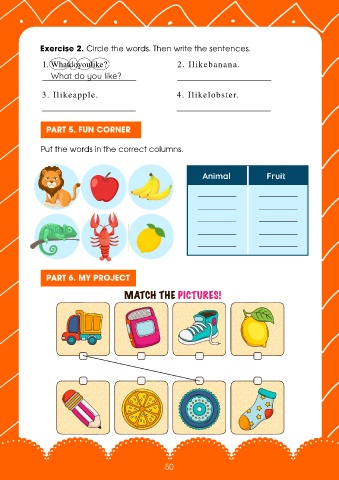 Exercise 2. Circle the words. Then write the sentences.
1. Whatdoyoulike?
What do you like?
2. Ilikebanana.
3. Ilikeapple.
4. Ilikelobster.
PART 5. FUN CORNER
Put the words in the correct columns.
Animal Fruit
PART 6. MY PROJECT
MATCH THE PICTURES!
50